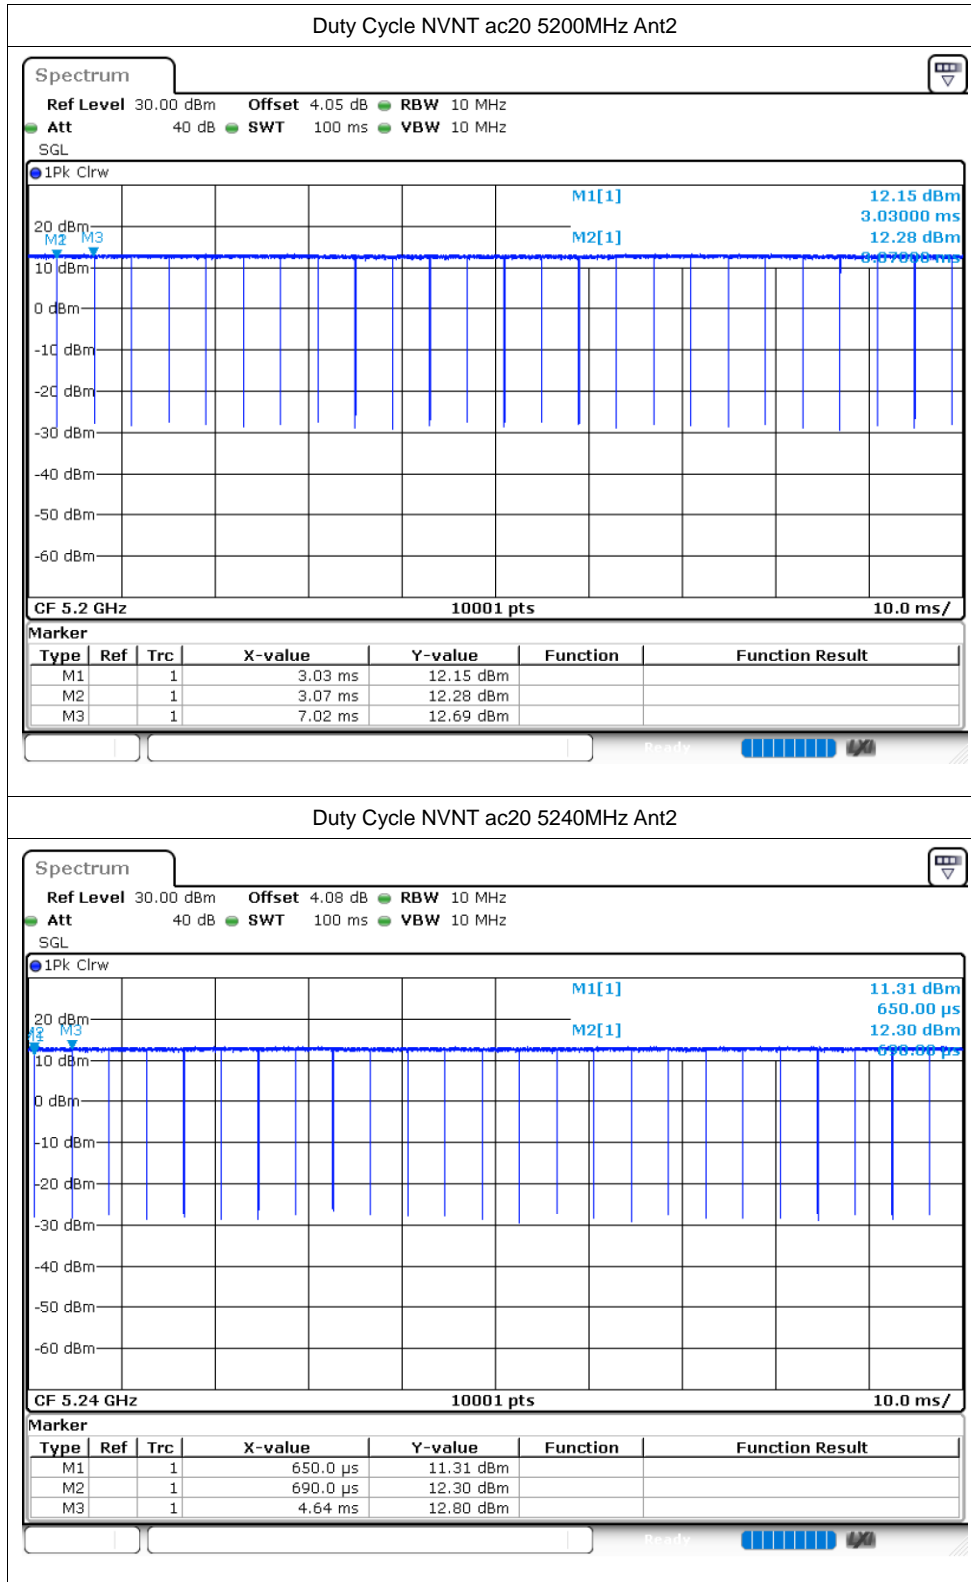 Duty Cycle NVNT ac20 5200MHz Ant2
Spectrum
Ref Level 30.00 dBm Offset 4.05 dB RBW 10 MHz
Att 40 dB SWT 100 ms VBW 10 MHz
SGL
1Pk Clrw
M1[1] 12.15 dBm
3.03000 ms
20 dBm
M2[1] 12.28 dBm
M3
3.07000 ms
10 dBm
0 dBm
-10 dBm
-20 dBm
-30 dBm
-40 dBm
-50 dBm
-60 dBm
CF 5.2 GHz 10001 pts 10.0 ms/
Marker
Type Ref Trc X-value Y-value Function Function Result
M1 1 3.03 ms 12.15 dBm
M2 1 3.07 ms 12.28 dBm
M3 1 7.02 ms 12.69 dBm
Ready LXI
Duty Cycle NVNT ac20 5240MHz Ant2
Spectrum
Ref Level 30.00 dBm Offset 4.08 dB RBW 10 MHz
Att 40 dB SWT 100 ms VBW 10 MHz
SGL
1Pk Clrw
M1[1] 11.31 dBm
650.00 µs
20 dBm
M3 M2[1] 12.30 dBm
690.00 µs
10 dBm
0 dBm
-10 dBm
-20 dBm
-30 dBm
-40 dBm
-50 dBm
-60 dBm
CF 5.24 GHz 10001 pts 10.0 ms/
Marker
Type Ref Trc X-value Y-value Function Function Result
M1 1 650.0 µs 11.31 dBm
M2 1 690.0 µs 12.30 dBm
M3 1 4.64 ms 12.80 dBm
Ready LXI